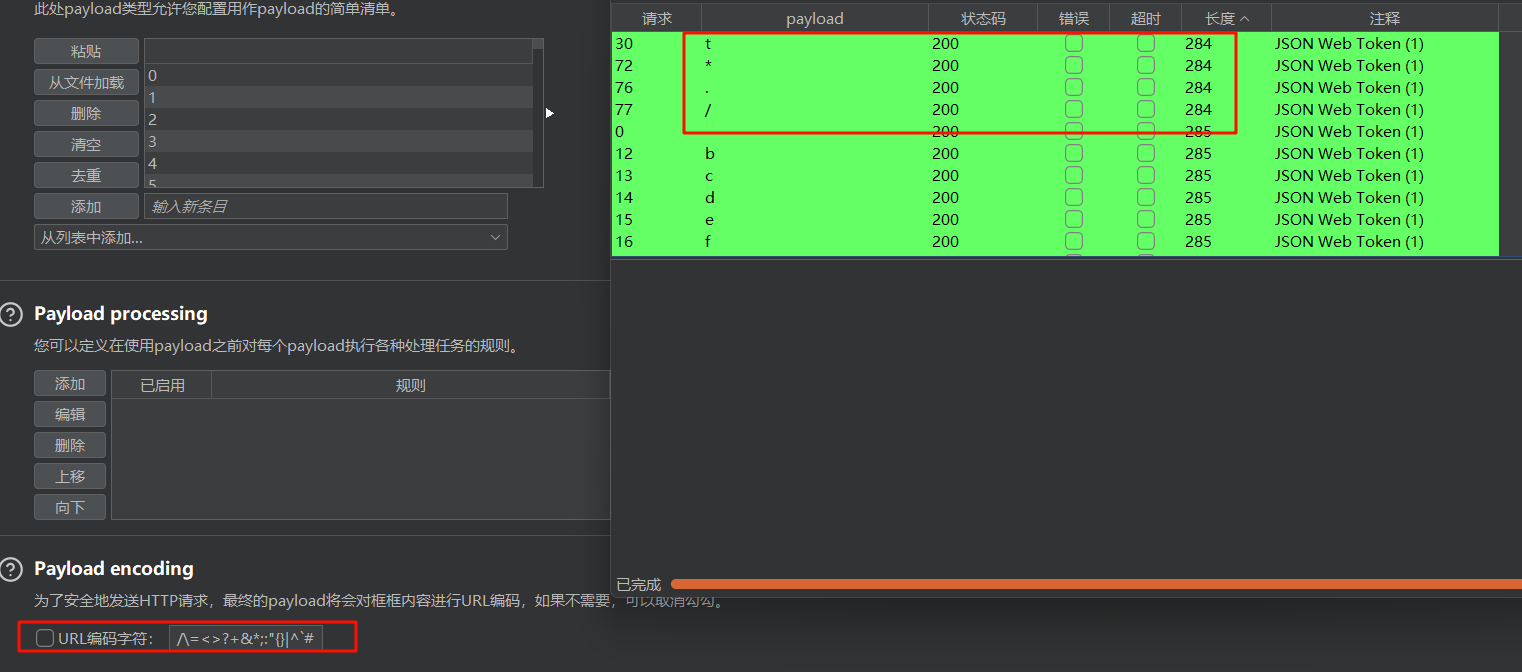 此处payload类型允许您配置用作payload的简单清单。
粘贴
从文件加载
删除
清空
去重
添加
0
1
2
3
4
5
输入新条目
从列表中添加...
Payload processing
您可以定义在使用payload之前对每个payload执行各种处理任务的规则。
添加
编辑
删除
上移
向下
已启用 规则
Payload encoding
为了安全地发送HTTP请求，最终的payload将会对框框内容进行URL编码，如果不需要，可以取消勾勾。
URL编码字符： /\=<>?+&*;:"{}|^`#
请求 payload 状态码 错误 超时 长度 注释
30 t 200 284 JSON Web Token (1)
72 * 200 284 JSON Web Token (1)
76 . 200 284 JSON Web Token (1)
77 / 200 284 JSON Web Token (1)
0 200 285 JSON Web Token (1)
12 b 200 285 JSON Web Token (1)
13 c 200 285 JSON Web Token (1)
14 d 200 285 JSON Web Token (1)
15 e 200 285 JSON Web Token (1)
16 f 200 285 JSON Web Token (1)
已完成